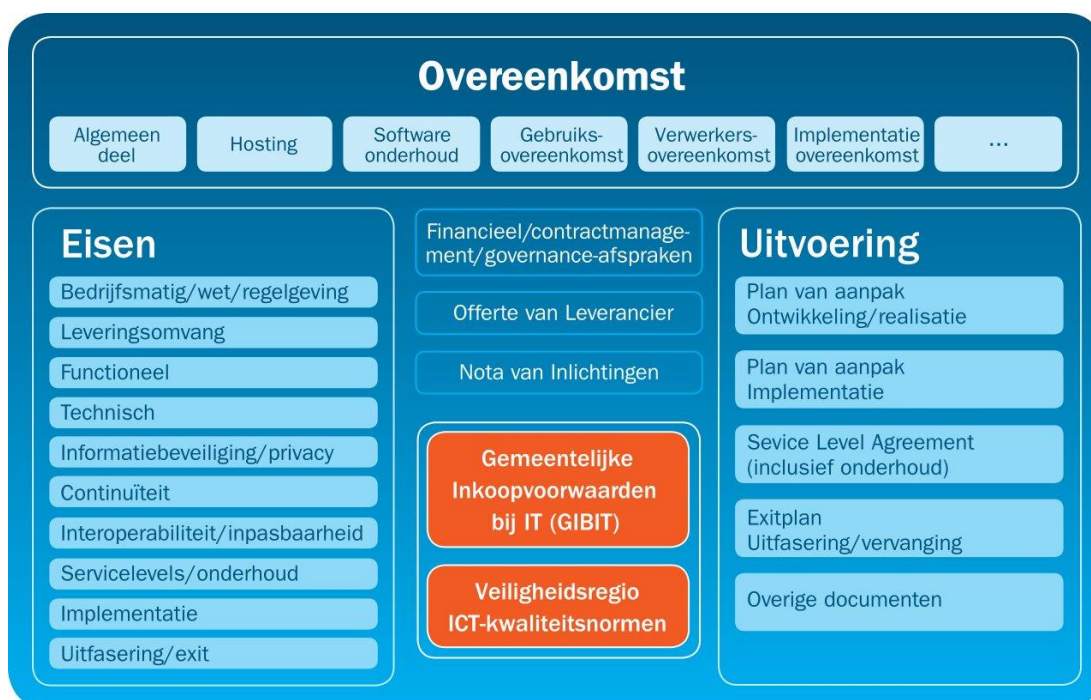 Overeenkomst
Algemeen
deel
Hosting
Software
onderhoud
Gebruiks-
overeenkomst
Verwerkers-
overeenkomst
Implementatie
overeenkomst
...
Eisen
Bedrijfsmatig/wet/regelgeving
Leveringsomvang
Functioneel
Technisch
Informatiebeveiliging/privacy
Continuïteit
Interoperabiliteit/inpasbaarheid
Servicelevels/onderhoud
Implementatie
Uitfasering/exit
Financieel/contractmanage-
ment/governance-afspraken
Offerte van Leverancier
Nota van Inlichtingen
Gemeentelijke
Inkoopvoorwaarden
bij IT (GIBIT)
Veiligheidsregio
ICT-kwaliteitsnormen
Uitvoering
Plan van aanpak
Ontwikkeling/realisatie
Plan van aanpak
Implementatie
Sevice Level Agreement
(inclusief onderhoud)
Exitplan
Uitfasering/vervanging
Overige documenten